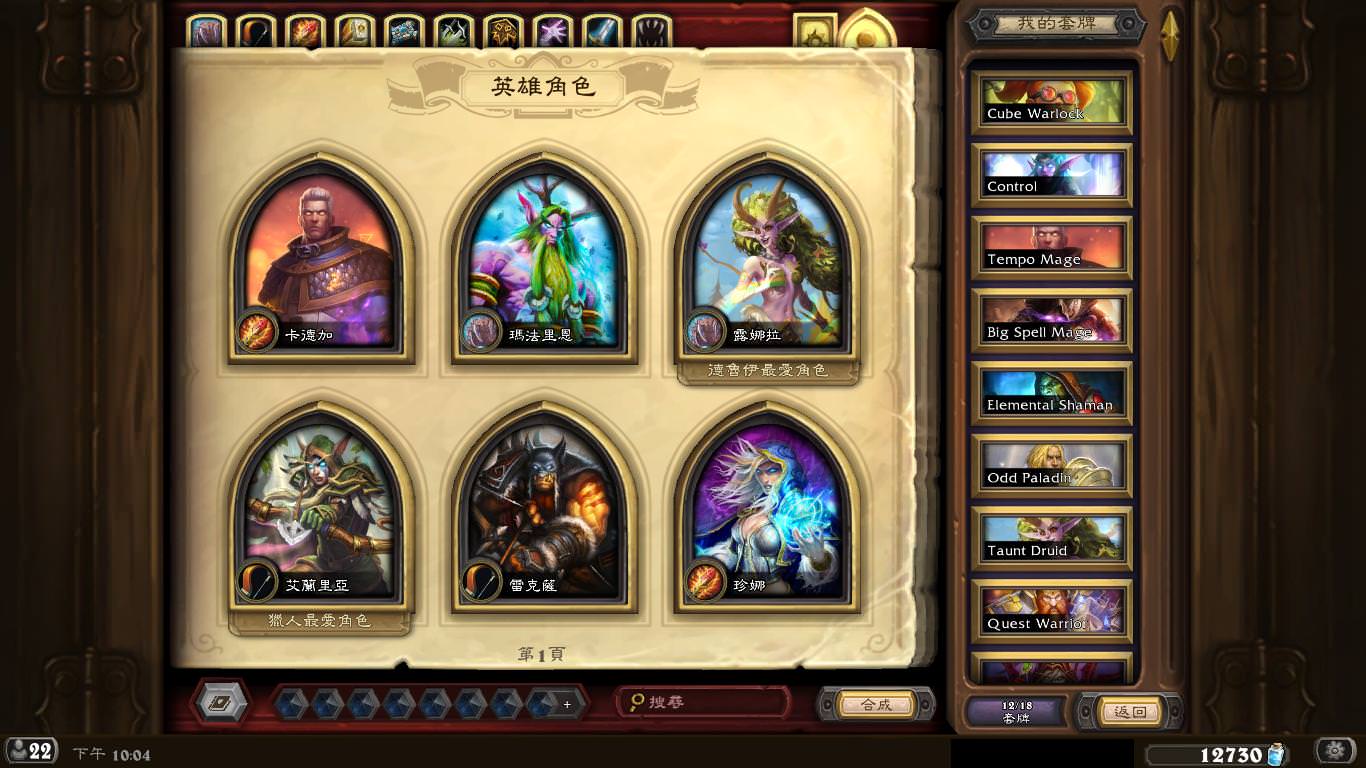 我的套牌
英雄角色
卡德加
瑪法里恩
露娜拉
德魯伊最愛角色
艾蘭里亞
雷克薩
珍娜
獵人最愛角色
第1頁
搜尋
合成
Cube Warlock
Control
Tempo Mage
Big Spell Mage
Elemental Shaman
Odd Paladin
Taunt Druid
Quest Warrior
12/18
套牌
返回
22
下午 10:04
12730